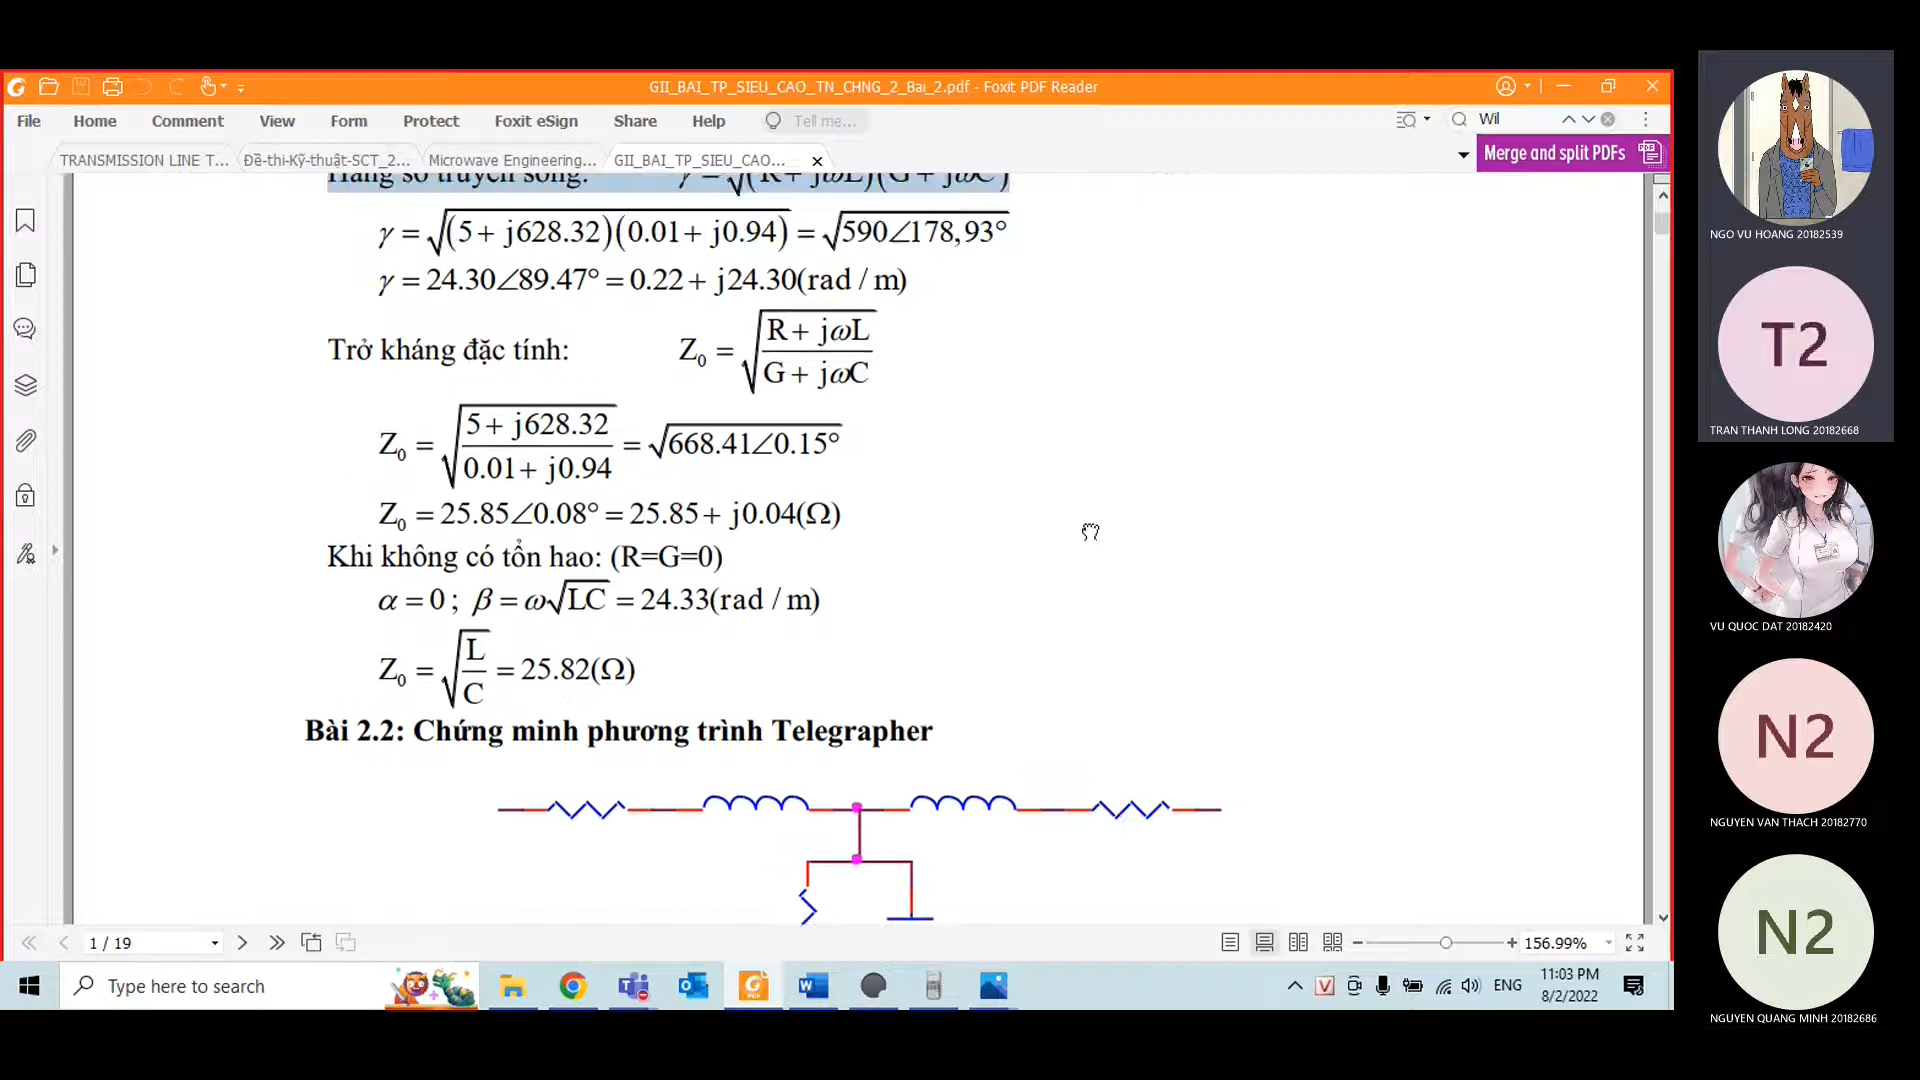 GII_BAI_TP_SIEU_CAO_TN_CHNG_2_Bai_2.pdf - Foxit PDF Reader
File Home Comment View Form Protect Foxit eSign Share Help Tell me... Wil
TRANSMISSION LINE T... Đề-thi-Kỹ-thuật-SCT_2... Microwave Engineering... GII_BAI_TP_SIEU_CAO... Merge and split PDFs
Hằng số truyền sóng: γ = √(R + jωL)(G + jωC)
γ = √(5 + j628.32)(0.01 + j0.94) = √590∠178,93°
γ = 24.30∠89.47° = 0.22 + j24.30(rad / m)
Trở kháng đặc tính: Z₀ = √((R + jωL)/(G + jωC))
Z₀ = √((5 + j628.32)/(0.01 + j0.94)) = √668.41∠0.15°
Z₀ = 25.85∠0.08° = 25.85 + j0.04(Ω)
Khi không có tổn hao: (R=G=0)
α = 0 ; β = ω√LC = 24.33(rad / m)
Z₀ = √(L/C) = 25.82(Ω)
Bài 2.2: Chứng minh phương trình Telegrapher
1 / 19
156.99%
Type here to search
ENG
11:03 PM
8/2/2022
NGO VU HOANG 20182539
T2
TRAN THANH LONG 20182668
VU QUOC DAT 20182420
N2
NGUYEN VAN THACH 20182770
N2
NGUYEN QUANG MINH 20182686